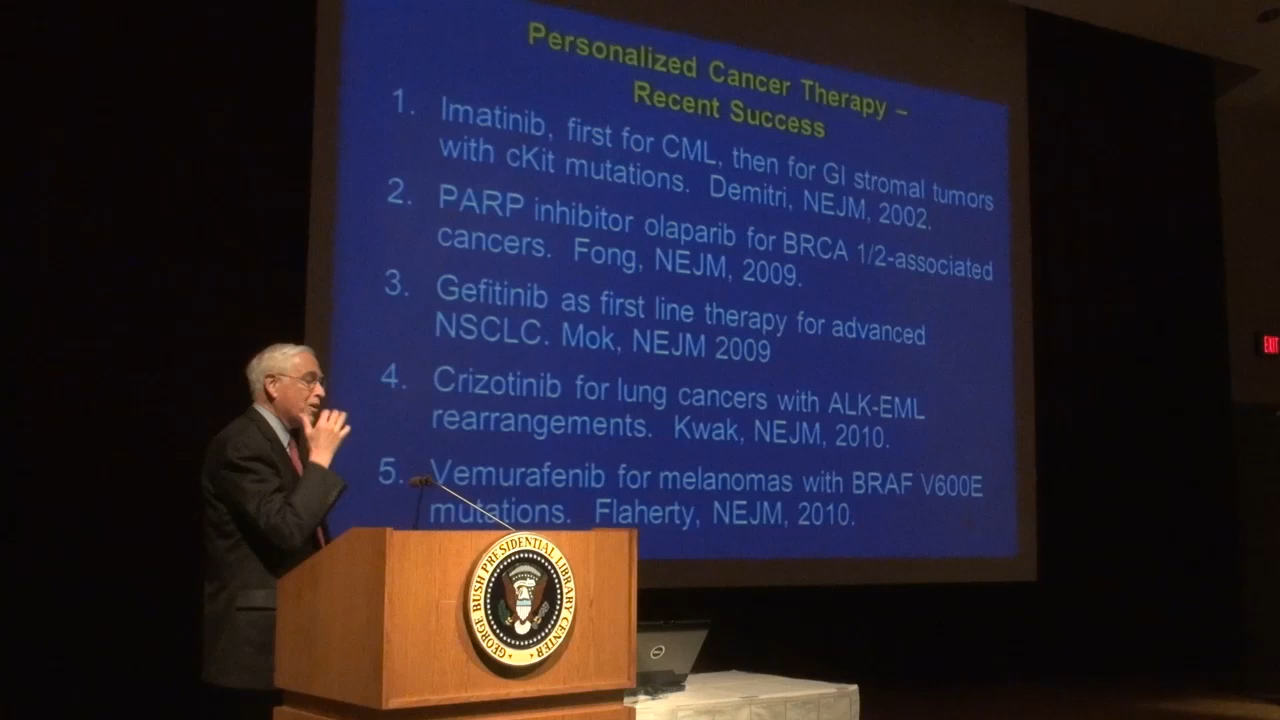 Personalized Cancer Therapy –
Recent Success
1. Imatinib, first for CML, then for GI stromal tumors
with cKit mutations. Demitri, NEJM, 2002.
2. PARP inhibitor olaparib for BRCA 1/2-associated
cancers. Fong, NEJM, 2009.
3. Gefitinib as first line therapy for advanced
NSCLC. Mok, NEJM 2009
4. Crizotinib for lung cancers with ALK-EML
rearrangements. Kwak, NEJM, 2010.
5. Vemurafenib for melanomas with BRAF V600E
mutations. Flaherty, NEJM, 2010.
EXIT
GEORGE BUSH PRESIDENTIAL LIBRARY CENTER
DELL